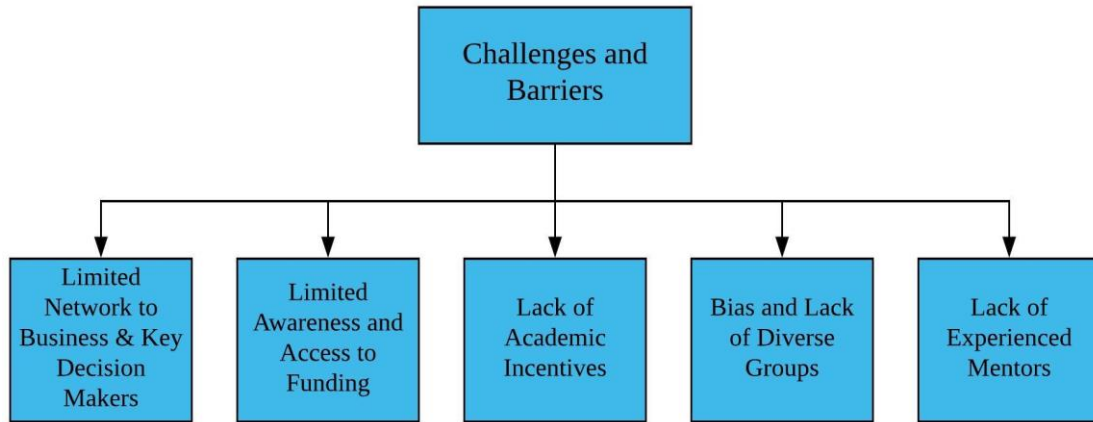 Challenges and
Barriers
Limited
Network to
Business & Key
Decision
Makers
Limited
Awareness and
Access to
Funding
Lack of
Academic
Incentives
Bias and Lack
of Diverse
Groups
Lack of
Experienced
Mentors